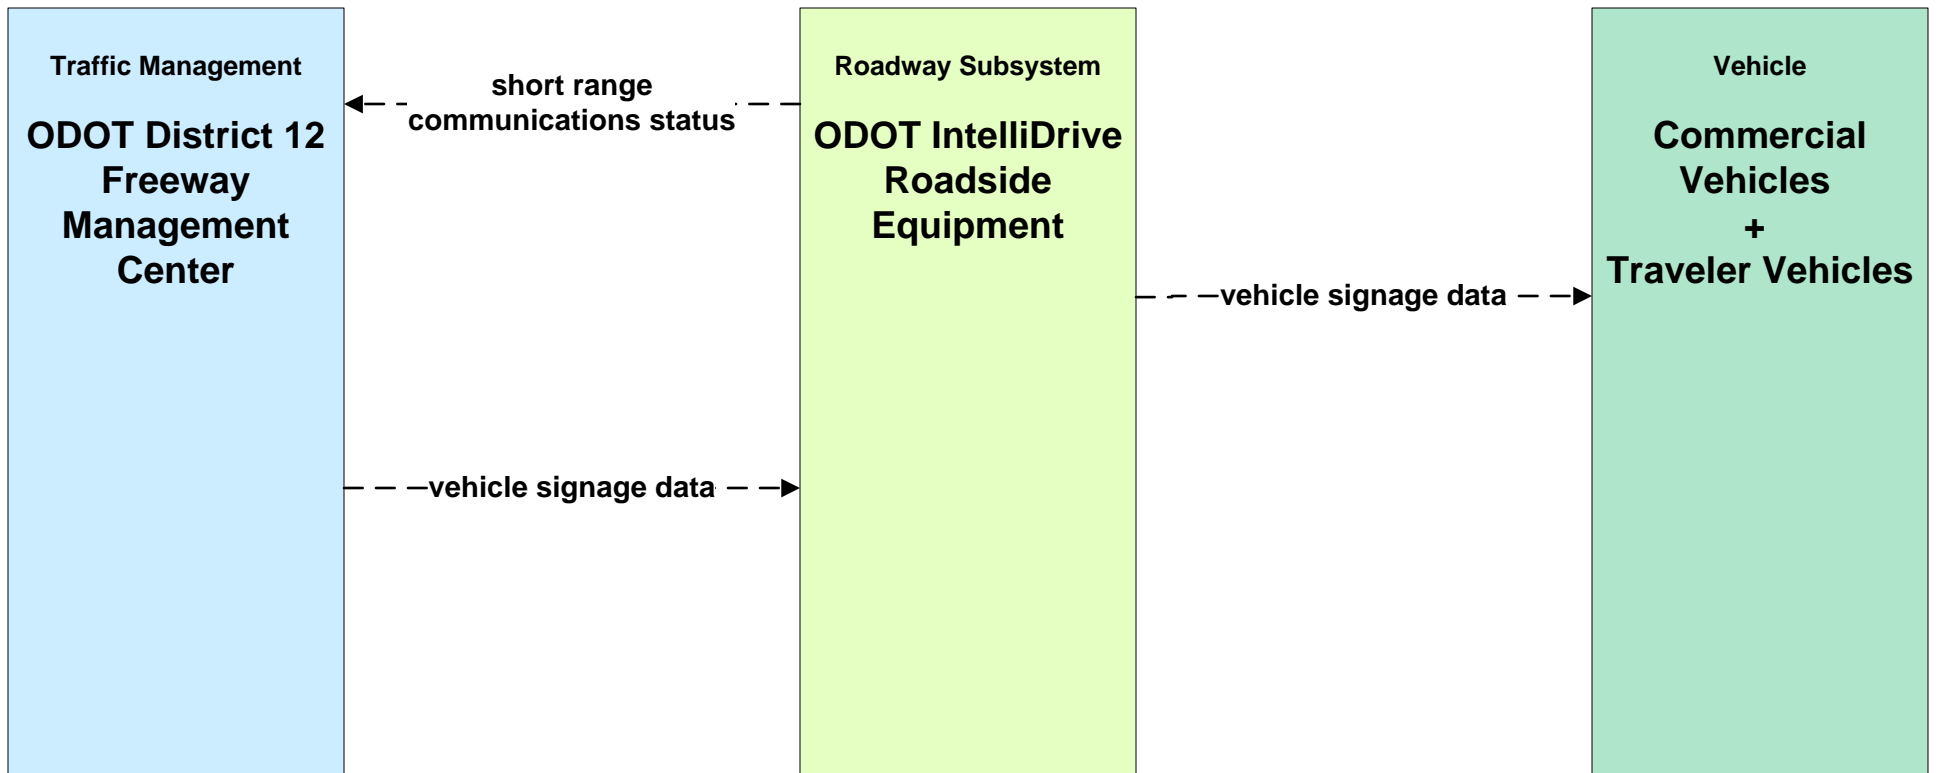 Traffic Management
ODOT District 12
Freeway
Management
Center
short range
communications status
vehicle signage data
Roadway Subsystem
ODOT IntelliDrive
Roadside
Equipment
vehicle signage data
Vehicle
Commercial
Vehicles
+
Traveler Vehicles